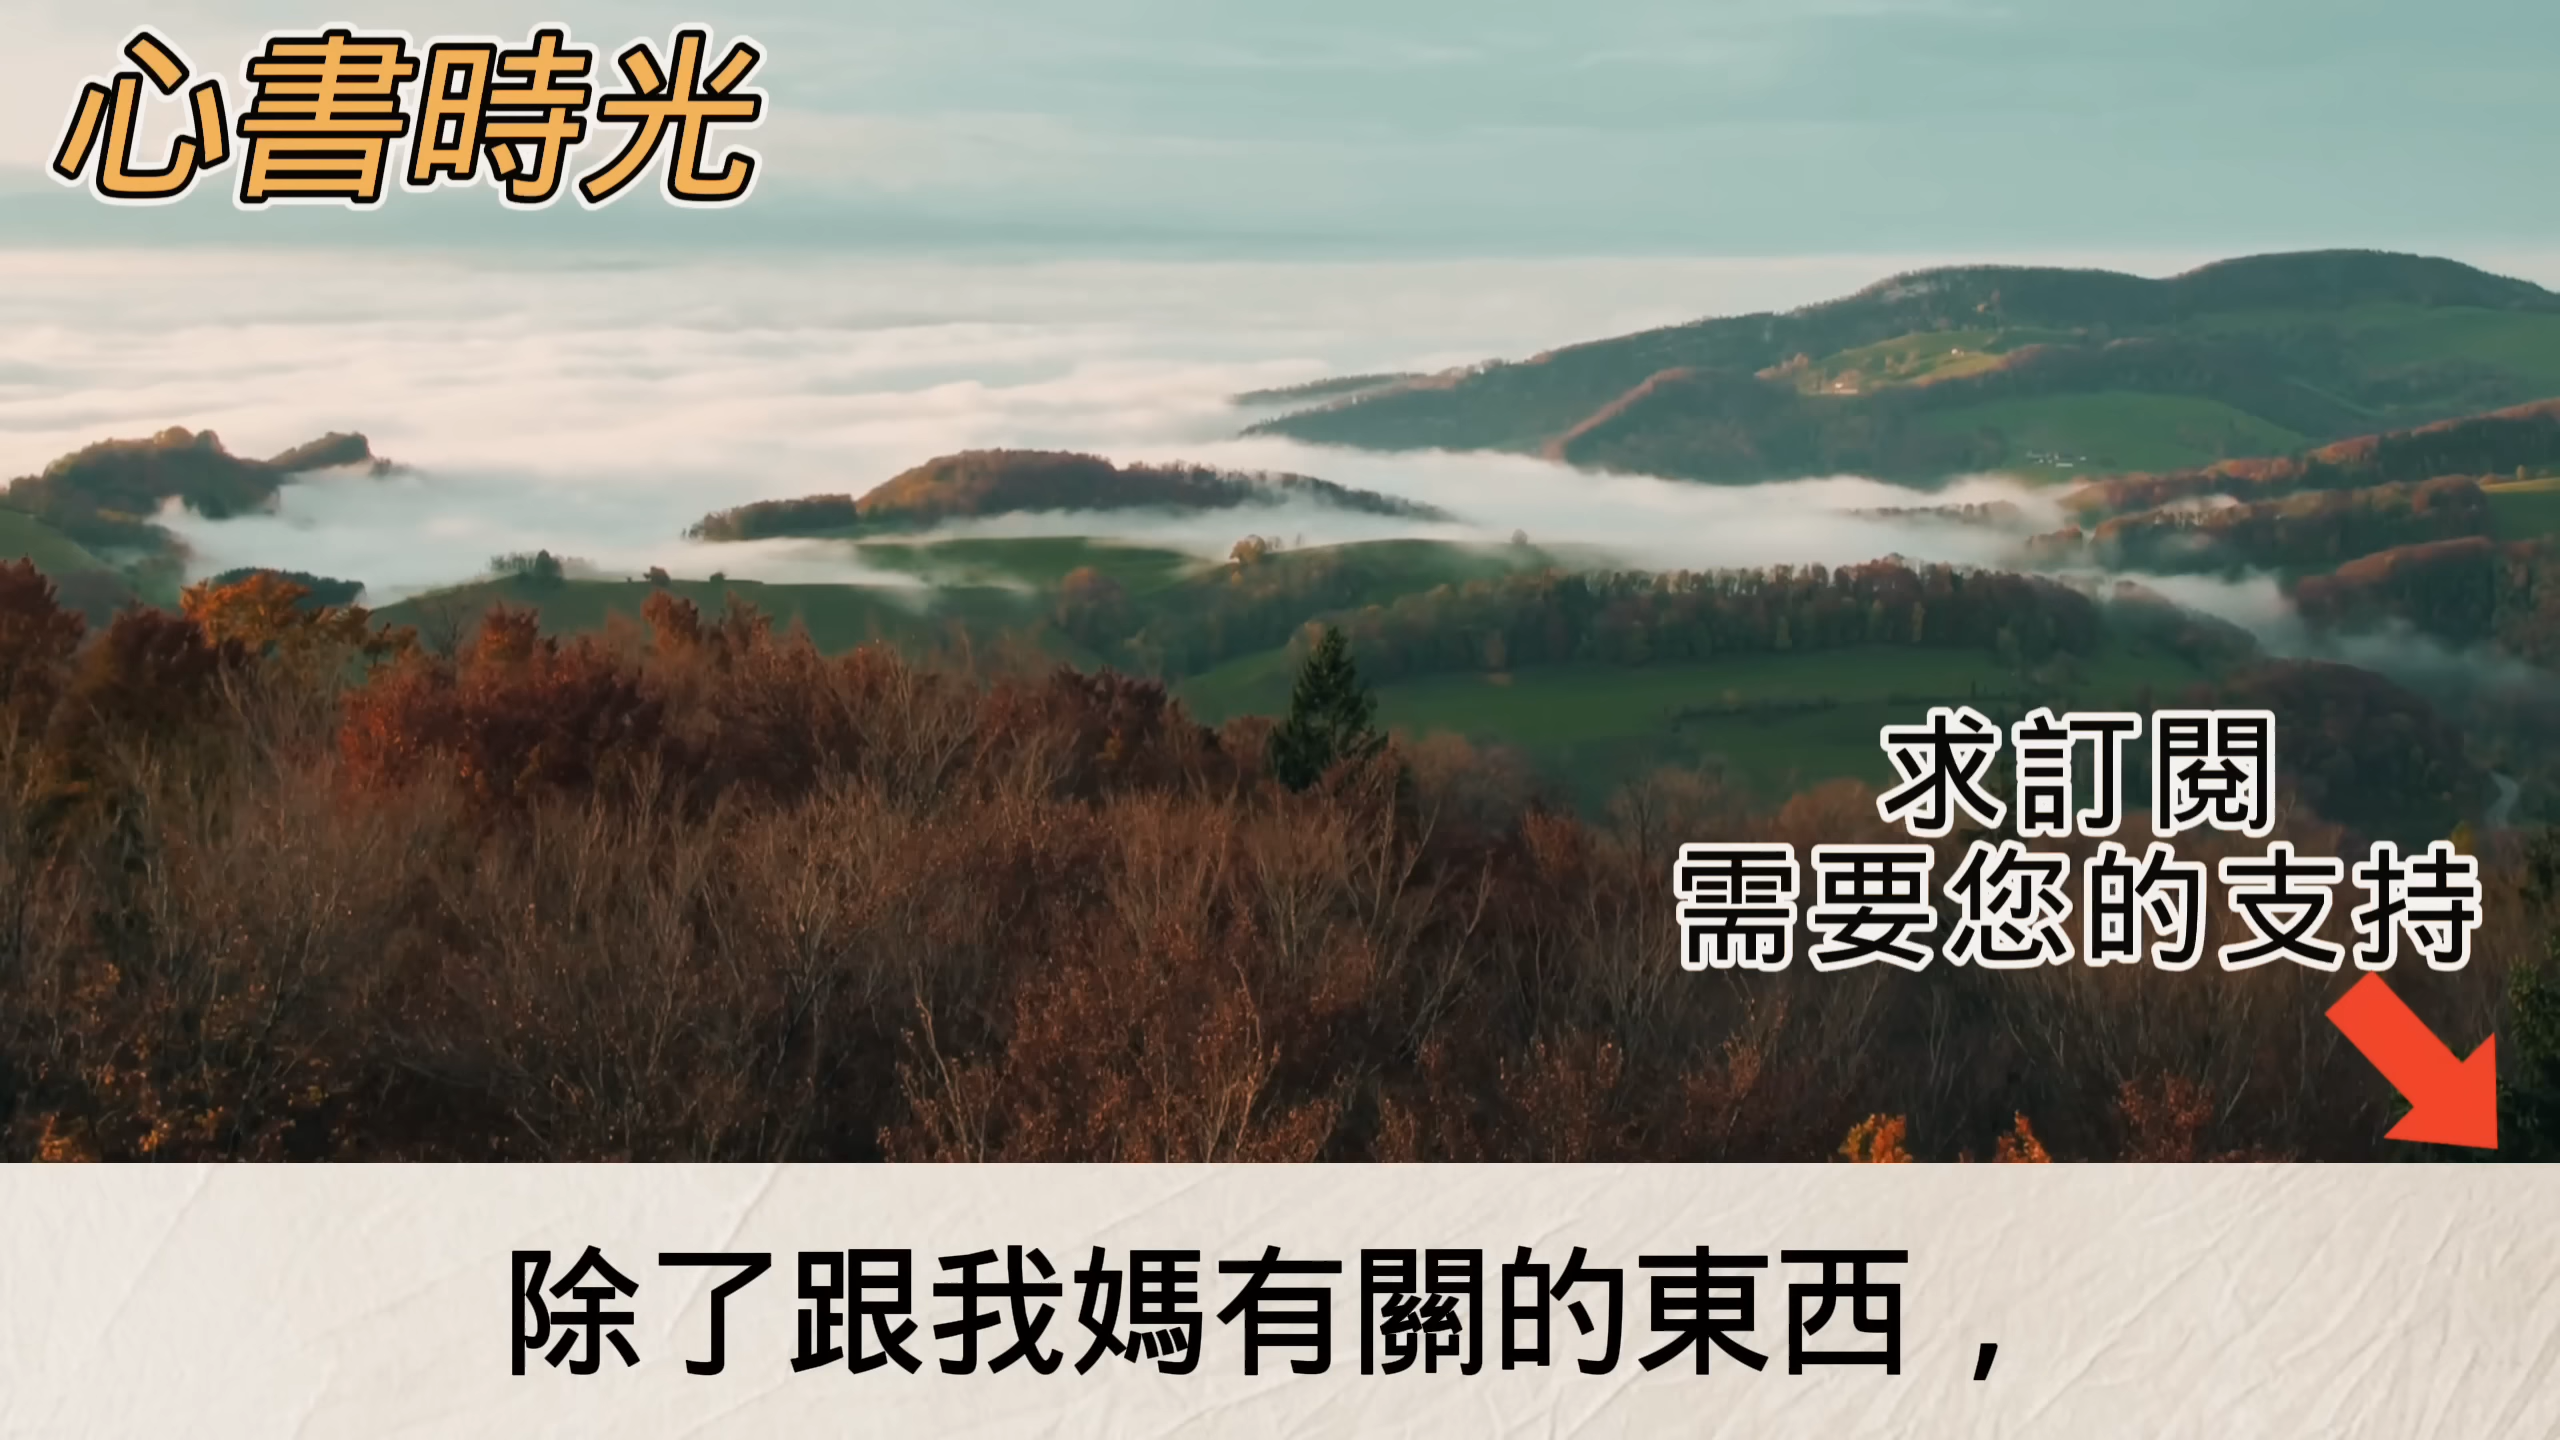 心書時光
求訂閱
需要您的支持
除了跟我媽有關的東西，